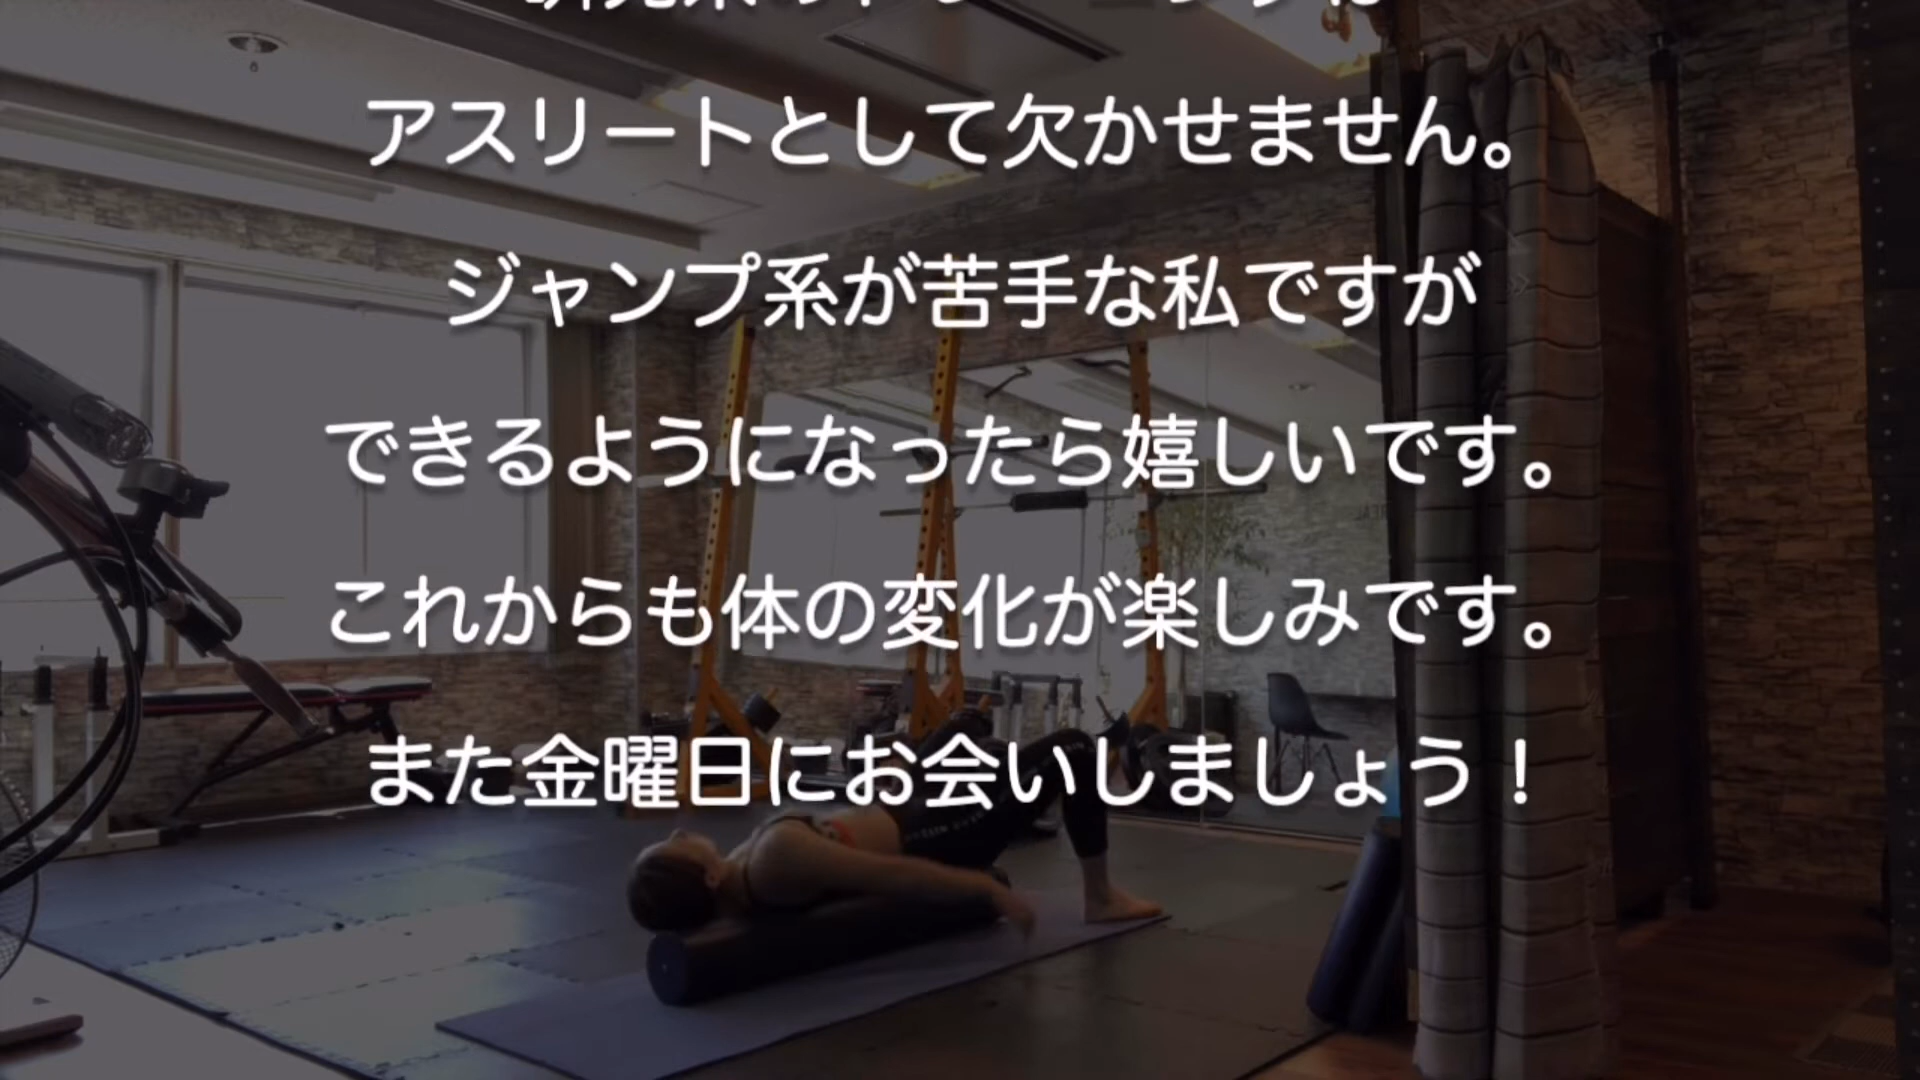 アスリートとして欠かせません。
ジャンプ系が苦手な私ですが
できるようになったら嬉しいです。
これからも体の変化が楽しみです。
また金曜日にお会いしましょう！